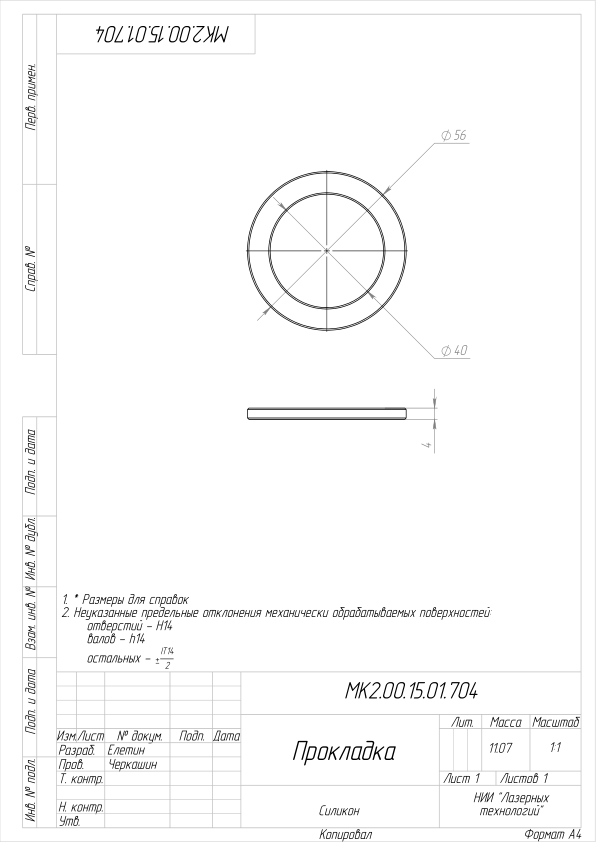 МК2.00.15.01.704
Перв. примен.
Справ. №
Подп. и дата
Инв. № дубл.
Взам. инв. №
Подп. и дата
Инв. № подл.
∅56
∅40
4
1. * Размеры для справок
2. Неуказанные предельные отклонения механически обрабатываемых поверхностей:
отверстий – H14
валов – h14
остальных – ± IT14/2
МК2.00.15.01.704
Изм. Лист № докум. Подп. Дата
Разраб. Елетин
Пров. Черкашин
Т. контр.
Н. контр.
Утв.
Прокладка
Лит. Масса Масштаб
11.07 1:1
Лист 1 Листов 1
Силикон
НИИ "Лазерных
технологий"
Копировал Формат А4